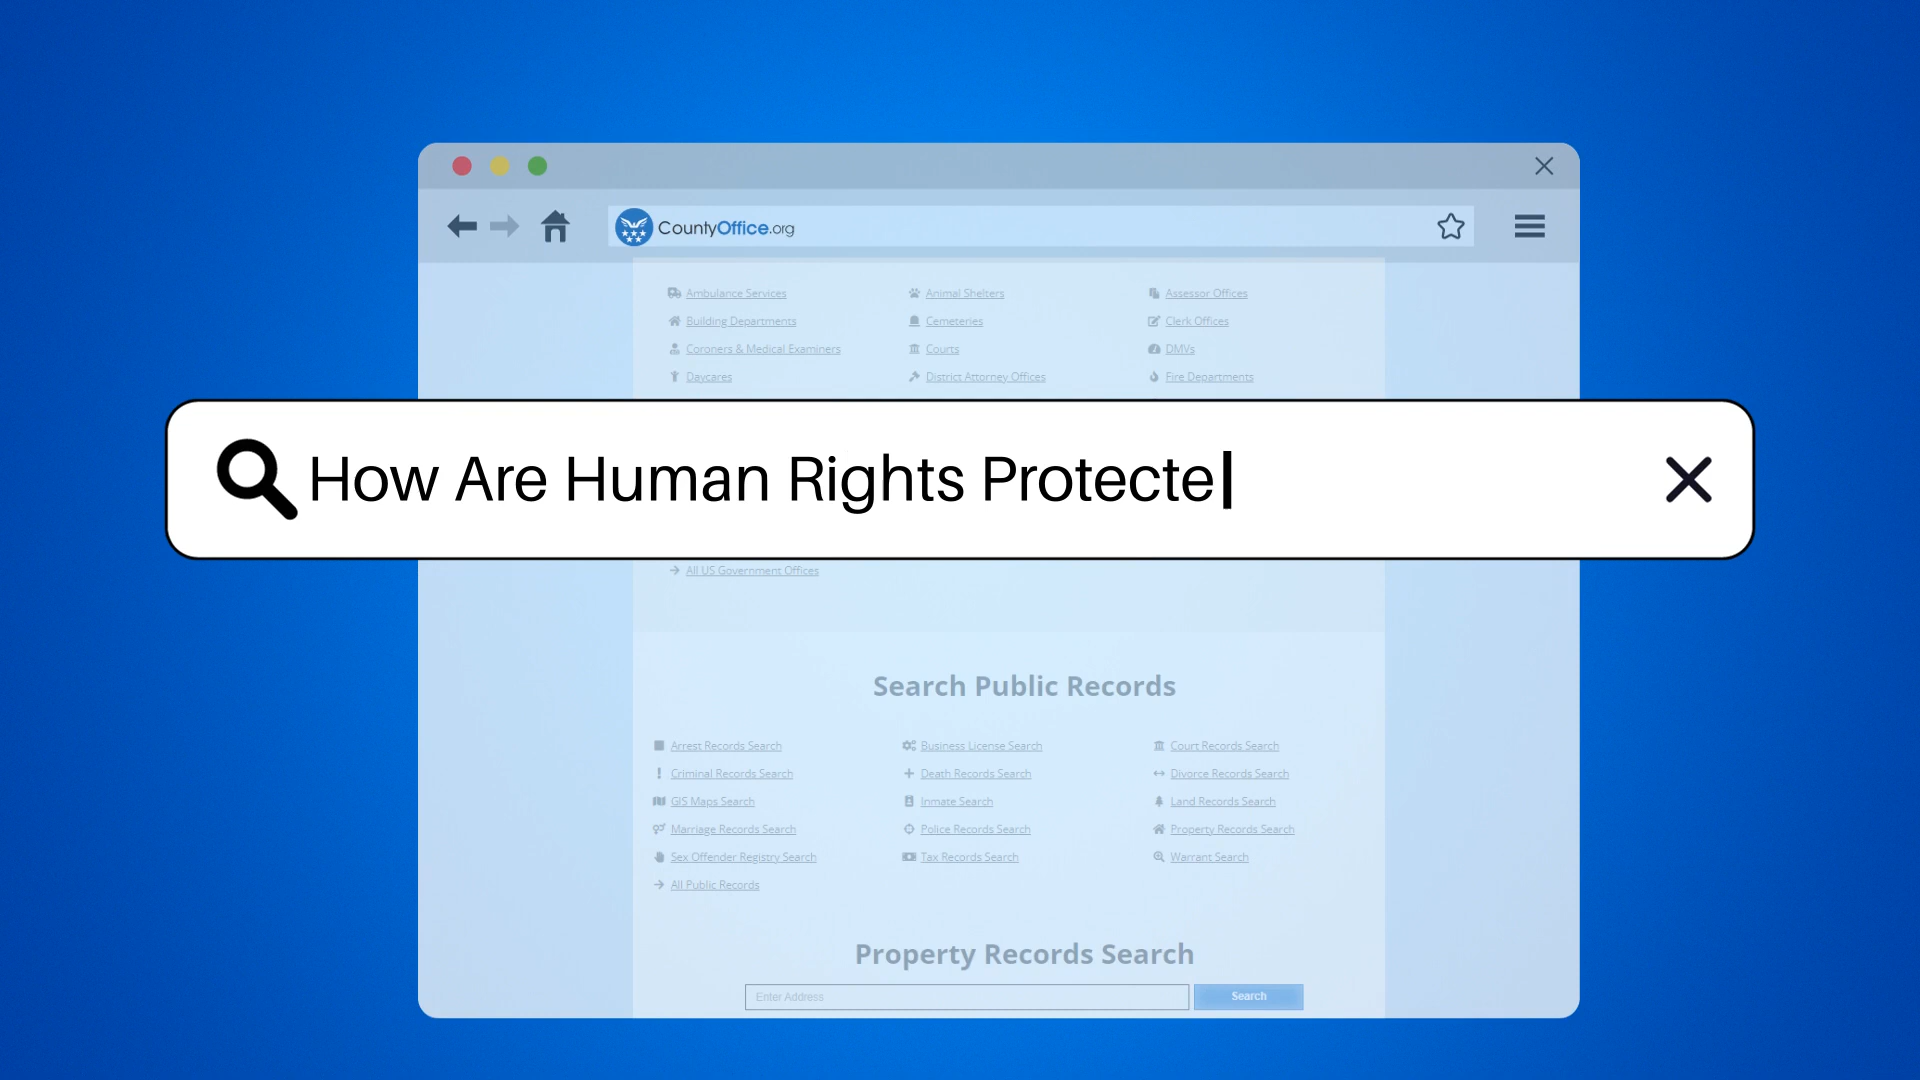 CountyOffice.org
Ambulance Services Animal Shelters Assessor Offices
Building Departments Cemeteries Clerk Offices
Coroners & Medical Examiners Courts DMVs
Daycares District Attorney Offices Fire Departments
How Are Human Rights Protecte
All US Government Offices
Search Public Records
Arrest Records Search Business License Search Court Records Search
Criminal Records Search Death Records Search Divorce Records Search
GIS Maps Search Inmate Search Land Records Search
Marriage Records Search Police Records Search Property Records Search
Sex Offender Registry Search Tax Records Search Warrant Search
All Public Records
Property Records Search
Enter Address Search